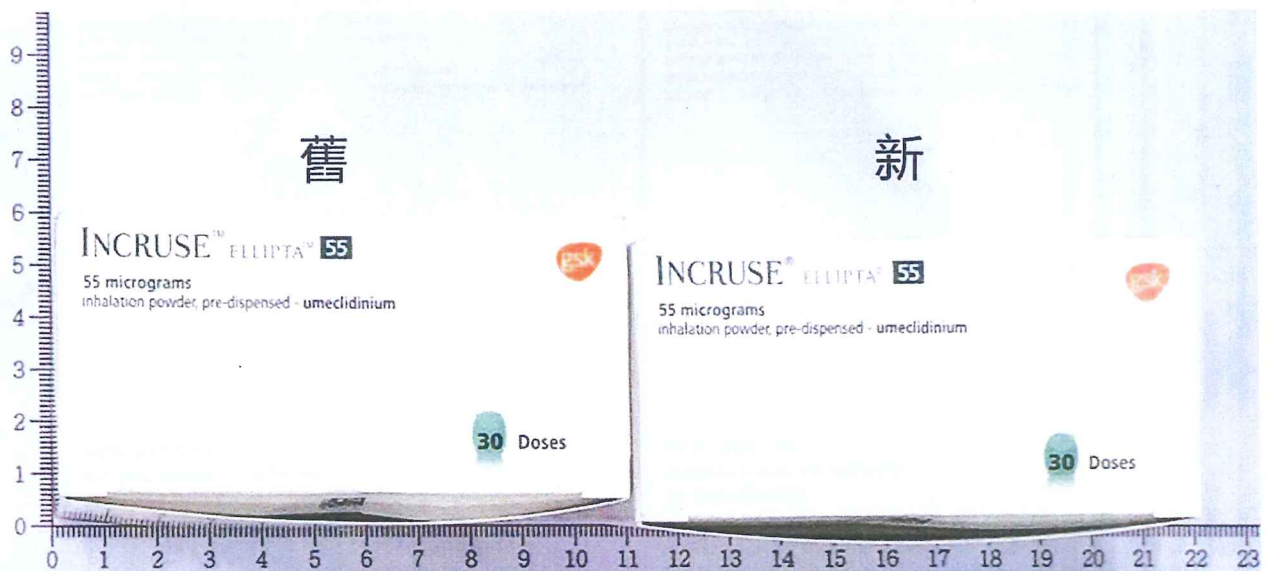 舊
新
INCRUSE™ ELLIPTA™ 55
55 micrograms
inhalation powder, pre-dispensed - umeclidinium
gsk
30 Doses
INCRUSE® ELLIPTA® 55
55 micrograms
inhalation powder, pre-dispensed - umeclidinium
gsk
30 Doses
9
8
7
6
5
4
3
2
1
0
0 1 2 3 4 5 6 7 8 9 10 11 12 13 14 15 16 17 18 19 20 21 22 23